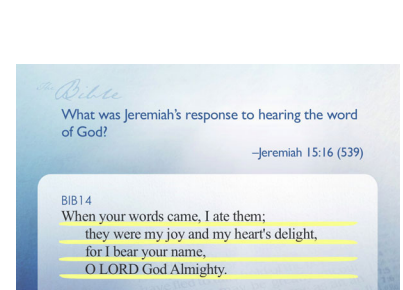 The Bible
What was Jeremiah's response to hearing the word
of God?
–Jeremiah 15:16 (539)
BIB14
When your words came, I ate them;
they were my joy and my heart's delight,
for I bear your name,
O LORD God Almighty.